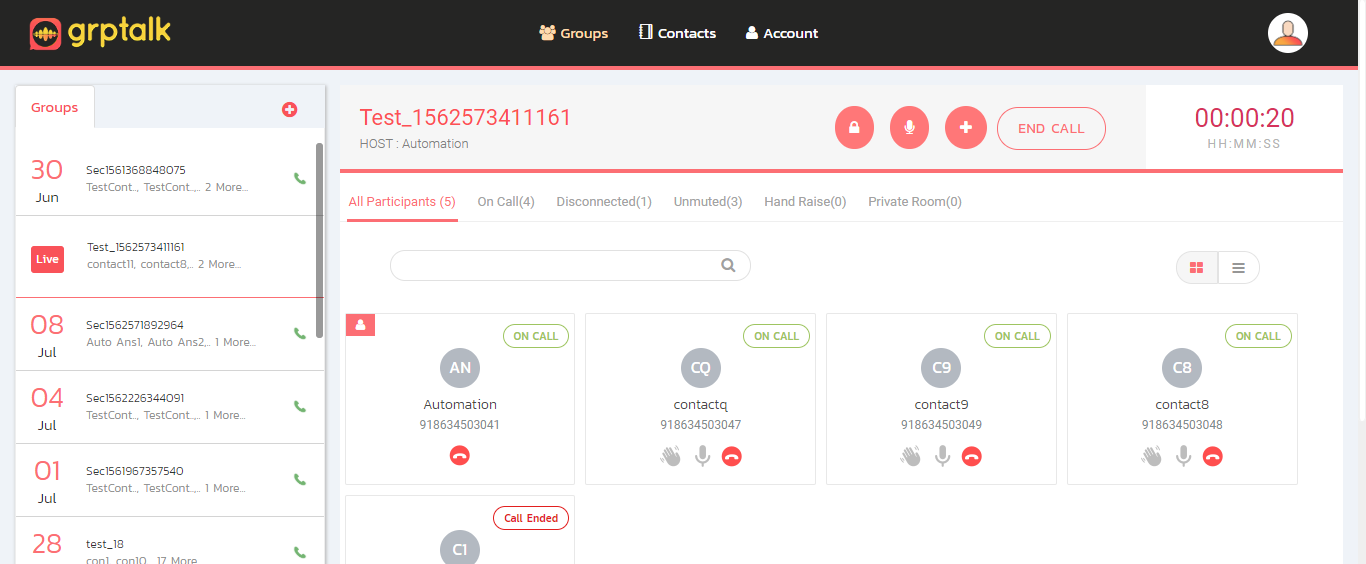 grptalk
Groups
Contacts
Account
Groups
30
Jun
Sec1561368848075
TestCont.., TestCont..,.. 2 More...
Live
Test_1562573411161
contact11, contact8,.. 2 More...
08
Jul
Sec1562571892964
Auto Ans1, Auto Ans2,.. 1 More...
04
Jul
Sec1562226344091
TestCont.., TestCont..,.. 1 More...
01
Jul
Sec1561967357540
TestCont.., TestCont..,.. 1 More...
28
test_18
con1, con10,.. 17 More...
Test_1562573411161
HOST : Automation
END CALL
00:00:20
HH:MM:SS
All Participants (5)
On Call(4)
Disconnected(1)
Unmuted(3)
Hand Raise(0)
Private Room(0)
ON CALL
AN
Automation
918634503041
ON CALL
CQ
contactq
918634503047
ON CALL
C9
contact9
918634503049
ON CALL
C8
contact8
918634503048
Call Ended
C1